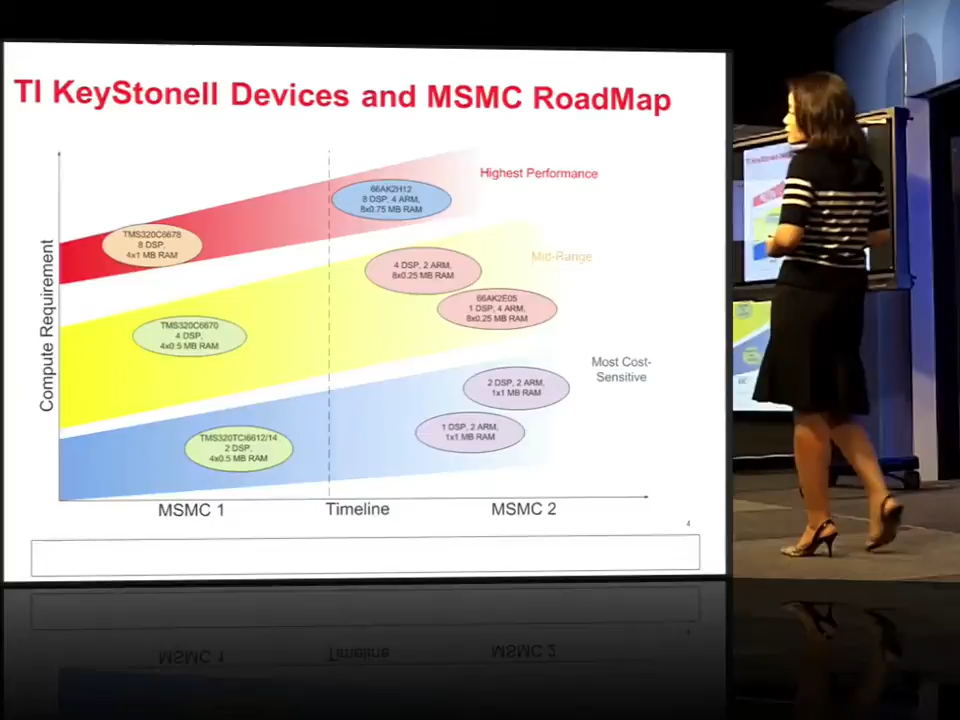 TI KeyStoneII Devices and MSMC RoadMap
Highest Performance
66AK2H12
8 DSP, 4 ARM,
8x0.75 MB RAM
TMS320C6678
8 DSP,
4x1 MB RAM
Mid-Range
4 DSP, 2 ARM,
8x0.25 MB RAM
66AK2E05
1 DSP, 4 ARM,
8x0.25 MB RAM
TMS320C6670
4 DSP,
4x0.5 MB RAM
Compute Requirement
Most Cost-
Sensitive
2 DSP, 2 ARM,
1x1 MB RAM
1 DSP, 2 ARM,
1x1 MB RAM
TMS320TCI6612/14
2 DSP,
4x0.5 MB RAM
MSMC 1
Timeline
MSMC 2
4